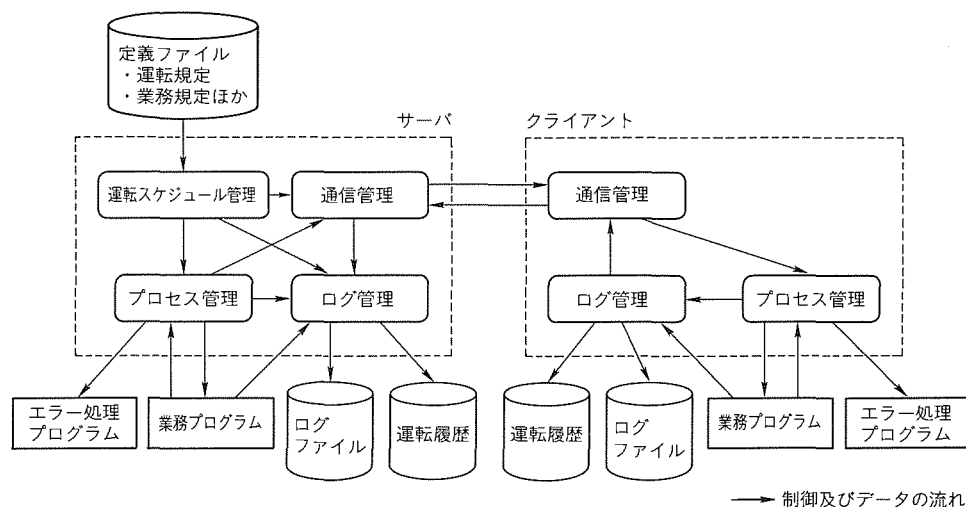 定義ファイル
・運転規定
・業務規定ほか
サーバ
クライアント
運転スケジュール管理
通信管理
通信管理
プロセス管理
ログ管理
ログ管理
プロセス管理
エラー処理
プログラム
業務プログラム
ログ
ファイル
運転履歴
運転履歴
ログ
ファイル
業務プログラム
エラー処理
プログラム
制御及びデータの流れ